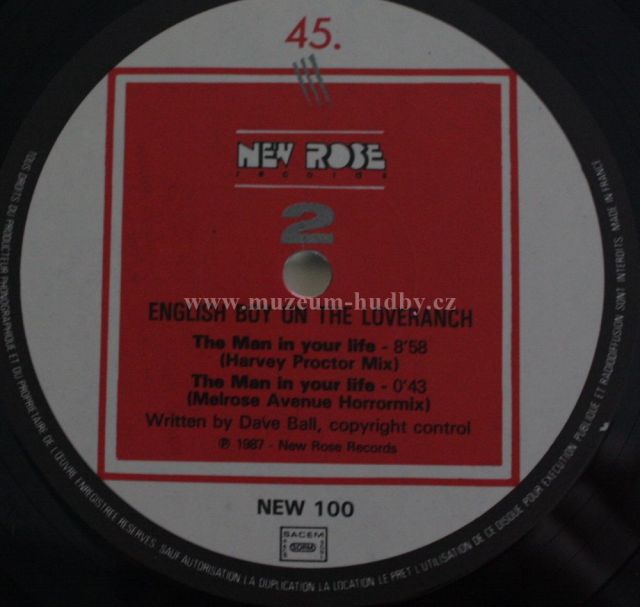 45.
NEW ROSE
records
2
www.muzeum-hudby.cz
ENGLISH BOY ON THE LOVERANCH
The Man in your life - 8'58
(Harvey Proctor Mix)
The Man in your life - 0'43
(Melrose Avenue Horrormix)
Written by Dave Ball, copyright control
℗ 1987 - New Rose Records
NEW 100
SACEM
SDRM
TOUS DROITS DU PRODUCTEUR PHONOGRAPHIQUE ET DU PROPRIETAIRE DE L'ŒUVRE ENREGISTREE RESERVES. SAUF AUTORISATION LA DUPLICATION LA LOCATION LE PRET L'UTILISATION DE CE DISQUE POUR EXECUTION PUBLIQUE ET RADIODIFFUSION SONT INTERDITS. MADE IN FRANCE